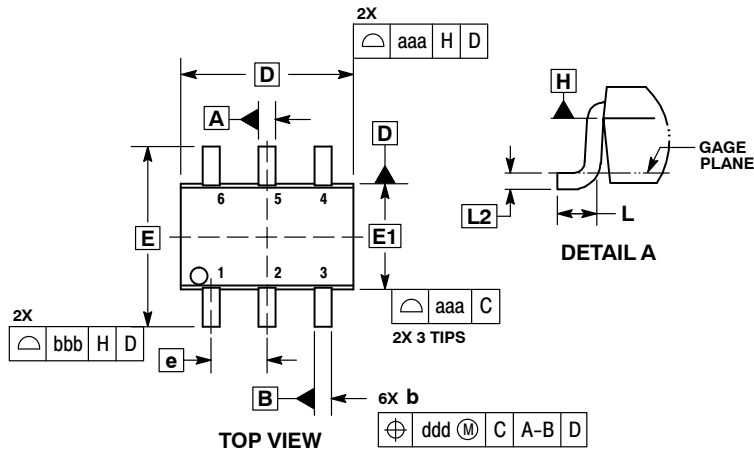 2X
⌓ aaa H D
D
A
D
H
GAGE
PLANE
6 5 4
E
E1
L2
L
DETAIL A
1 2 3
⌓ aaa C
2X 3 TIPS
2X
⌓ bbb H D
e
B
6X b
TOP VIEW
⌖ ddd Ⓜ C A-B D